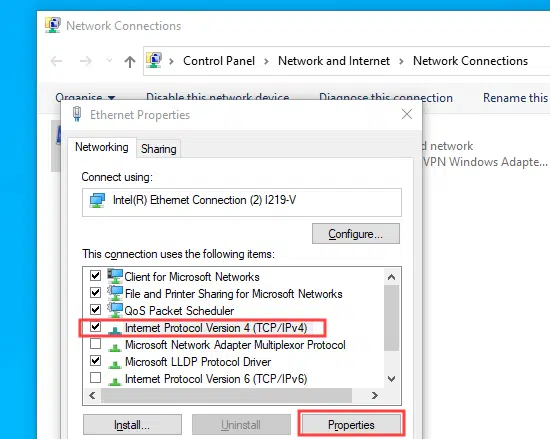 Network Connections
Control Panel > Network and Internet > Network Connections
Organise Disable this network device Diagnose this connection Rename this
Ethernet Properties
d network
VPN Windows Adapte...
Networking Sharing
Connect using:
Intel(R) Ethernet Connection (2) I219-V
Configure...
This connection uses the following items:
Client for Microsoft Networks
File and Printer Sharing for Microsoft Networks
QoS Packet Scheduler
Internet Protocol Version 4 (TCP/IPv4)
Microsoft Network Adapter Multiplexor Protocol
Microsoft LLDP Protocol Driver
Internet Protocol Version 6 (TCP/IPv6)
Install... Uninstall Properties